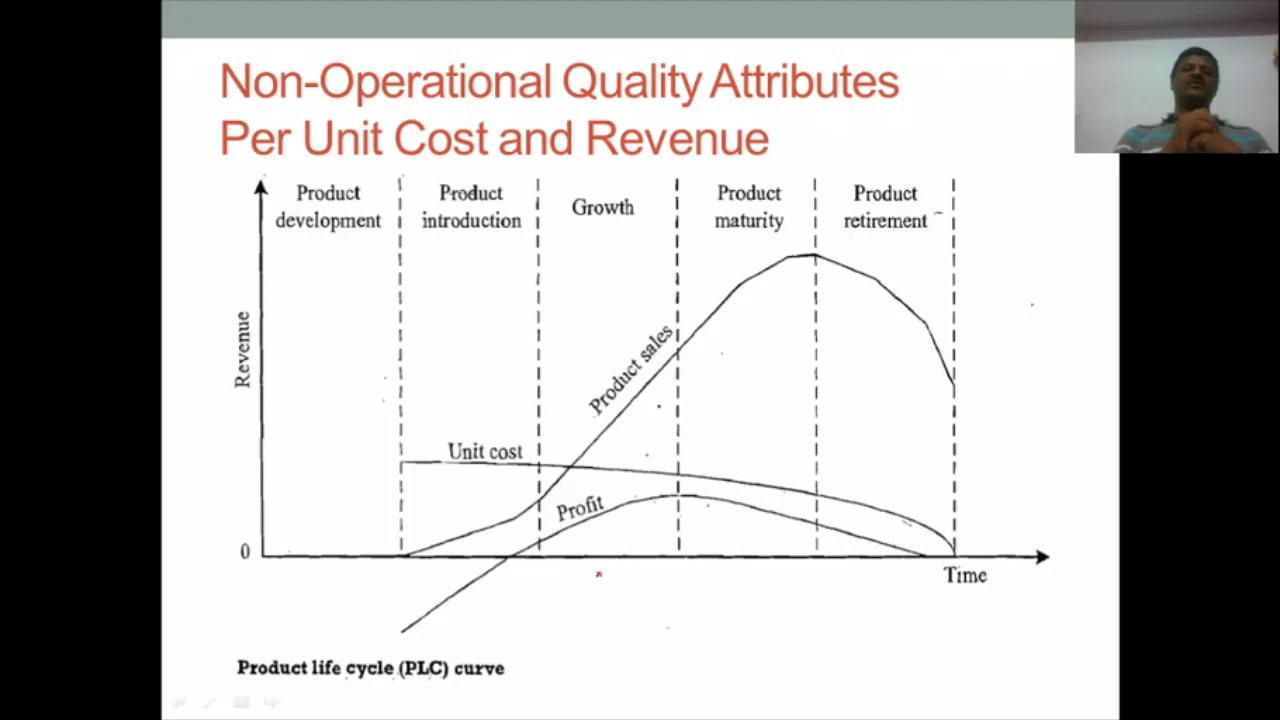 Non-Operational Quality Attributes
Per Unit Cost and Revenue
Product
development
Product
introduction
Growth
Product
maturity
Product
retirement
Revenue
Product sales
Unit cost
Profit
0
Time
Product life cycle (PLC) curve